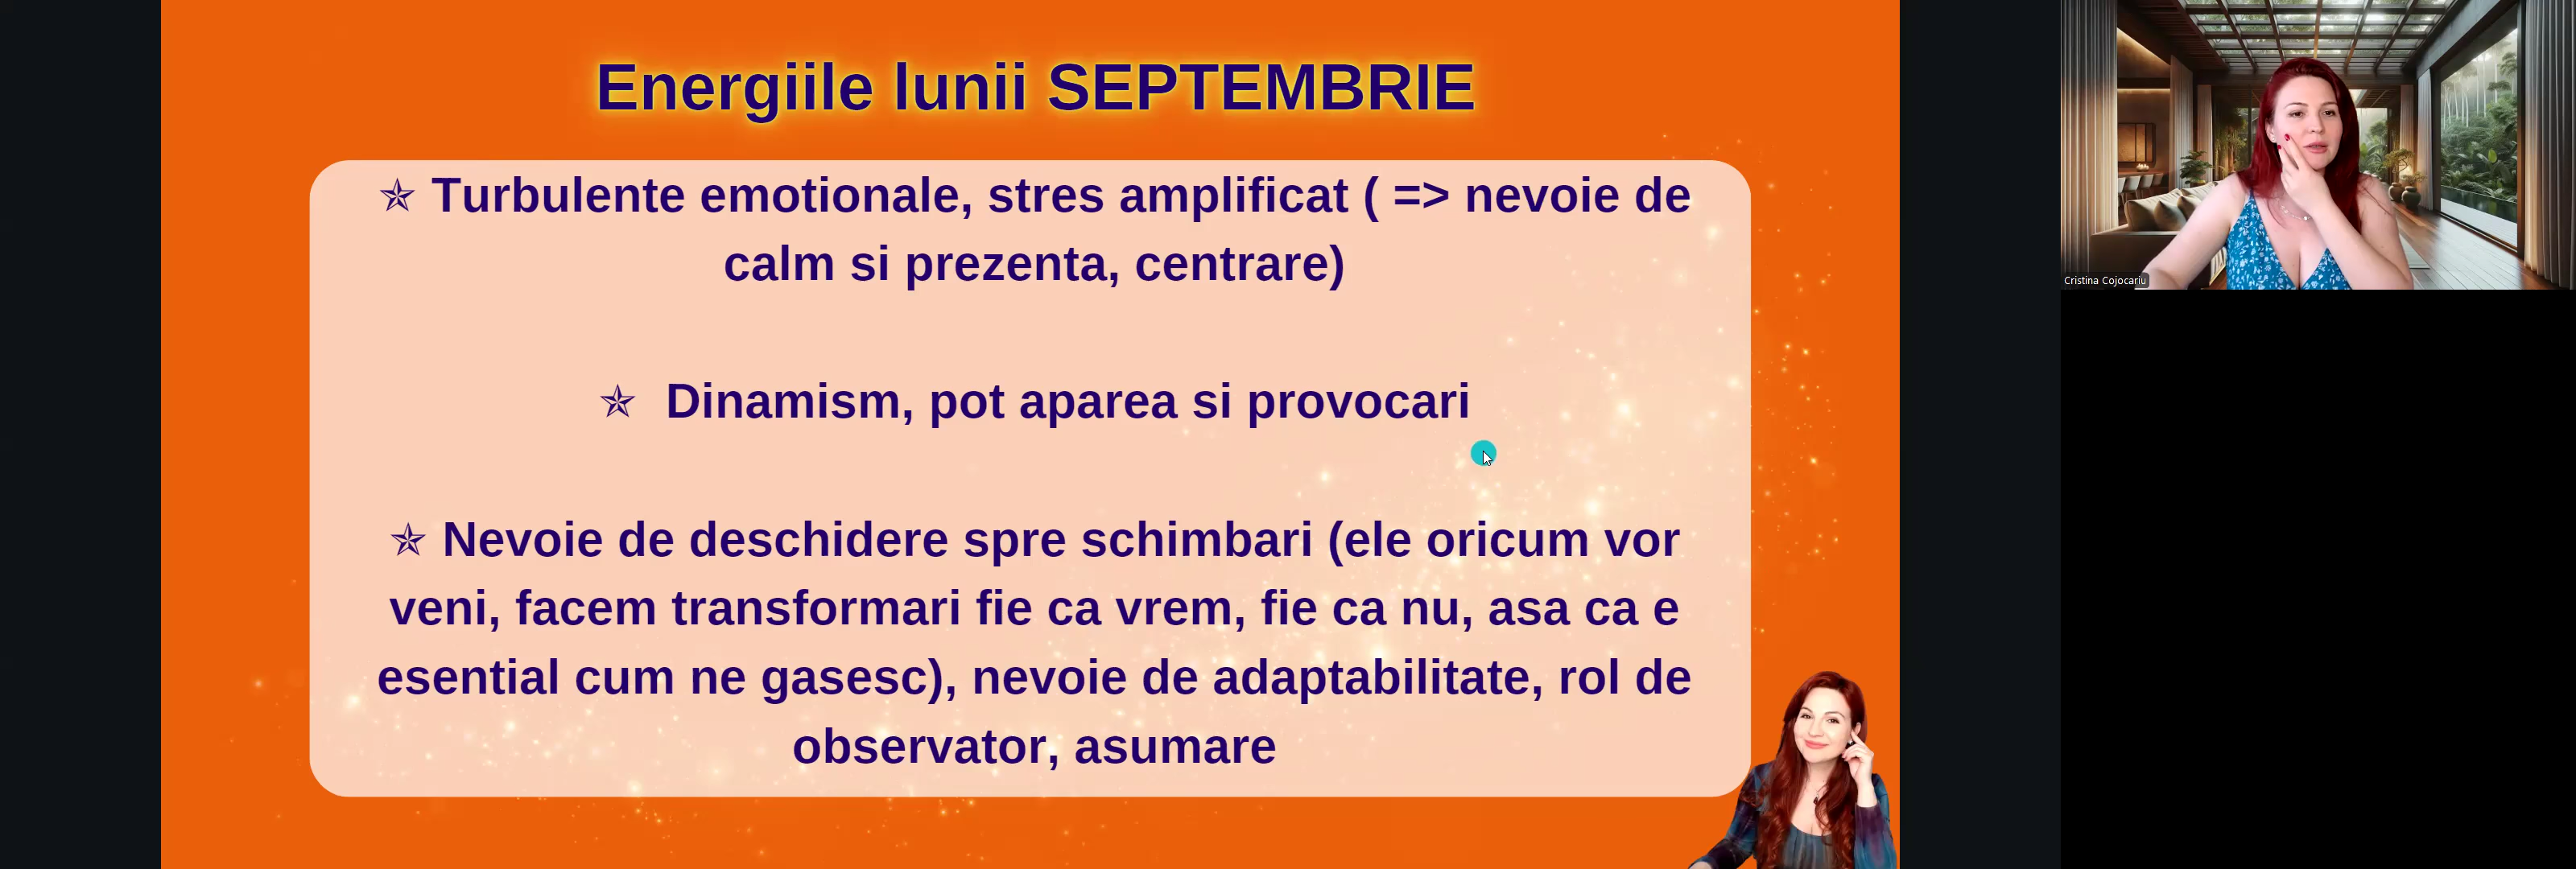 Energiile lunii SEPTEMBRIE
✯ Turbulente emotionale, stres amplificat ( => nevoie de
calm si prezenta, centrare)
✯ Dinamism, pot aparea si provocari
✯ Nevoie de deschidere spre schimbari (ele oricum vor
veni, facem transformari fie ca vrem, fie ca nu, asa ca e
esential cum ne gasesc), nevoie de adaptabilitate, rol de
observator, asumare
Cristina Cojocariu